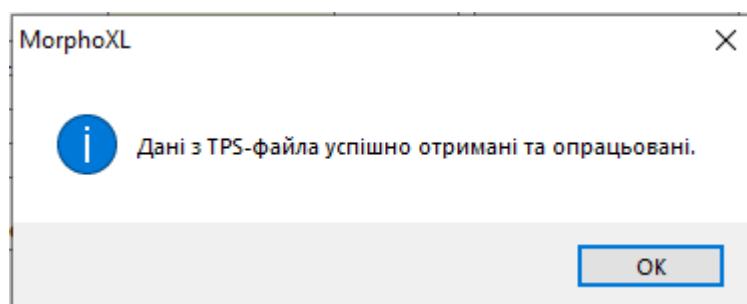 MorphoXL
Дані з TPS-файла успішно отримані та опрацьовані.
OK